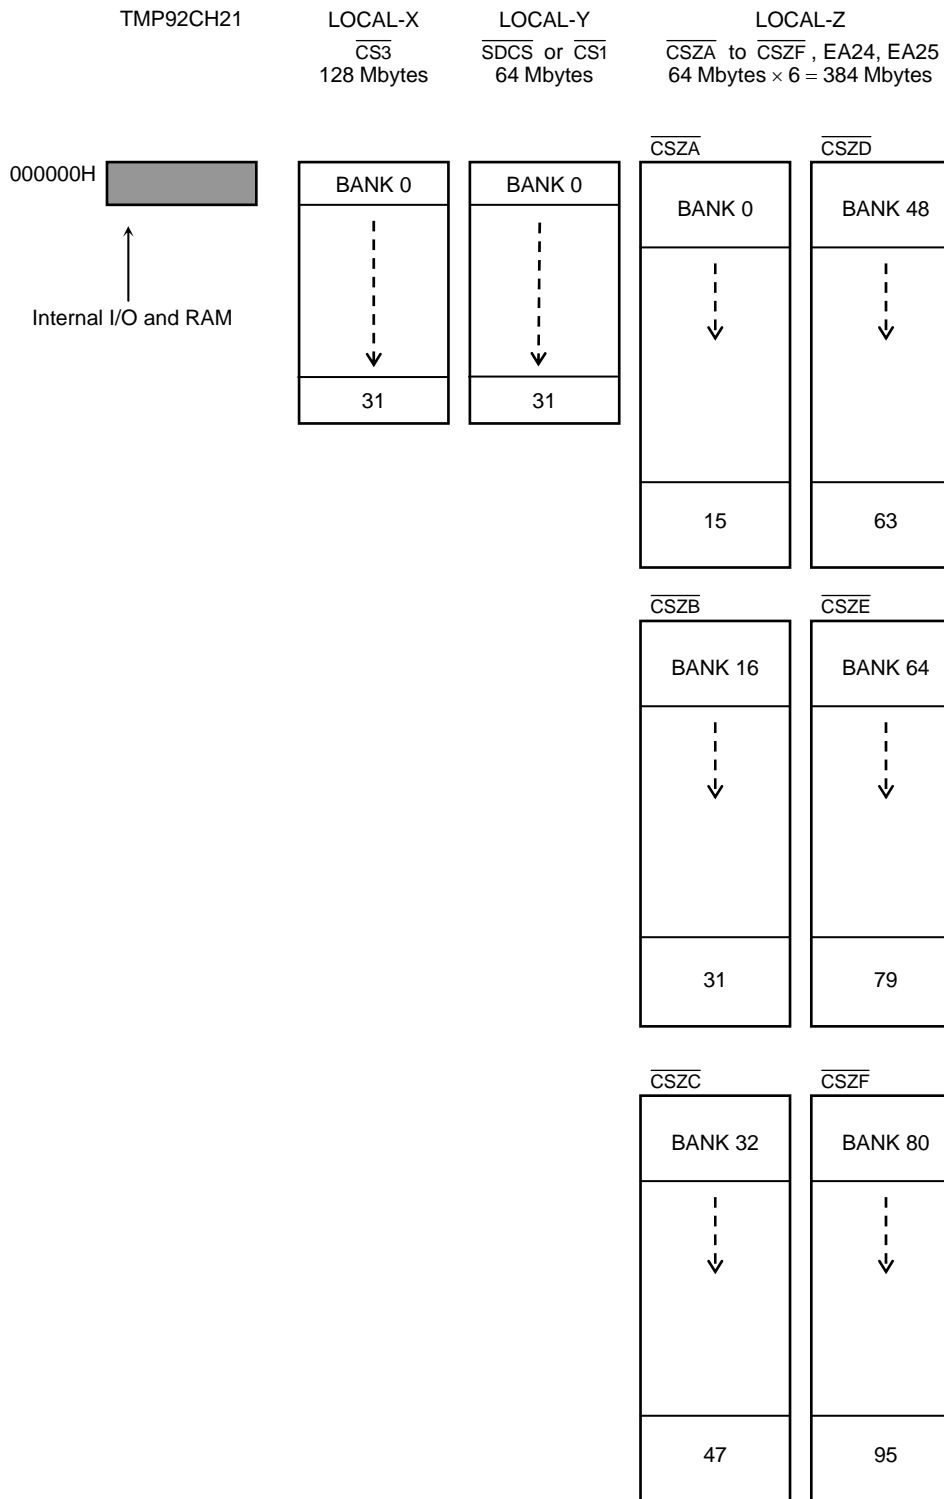 TMP92CH21
LOCAL-X
CS3
128 Mbytes
LOCAL-Y
SDCS or CS1
64 Mbytes
LOCAL-Z
CSZA to CSZF , EA24, EA25
64 Mbytes × 6 = 384 Mbytes
000000H
Internal I/O and RAM
BANK 0
31
BANK 0
31
CSZA
BANK 0
15
CSZD
BANK 48
63
CSZB
BANK 16
31
CSZE
BANK 64
79
CSZC
BANK 32
47
CSZF
BANK 80
95